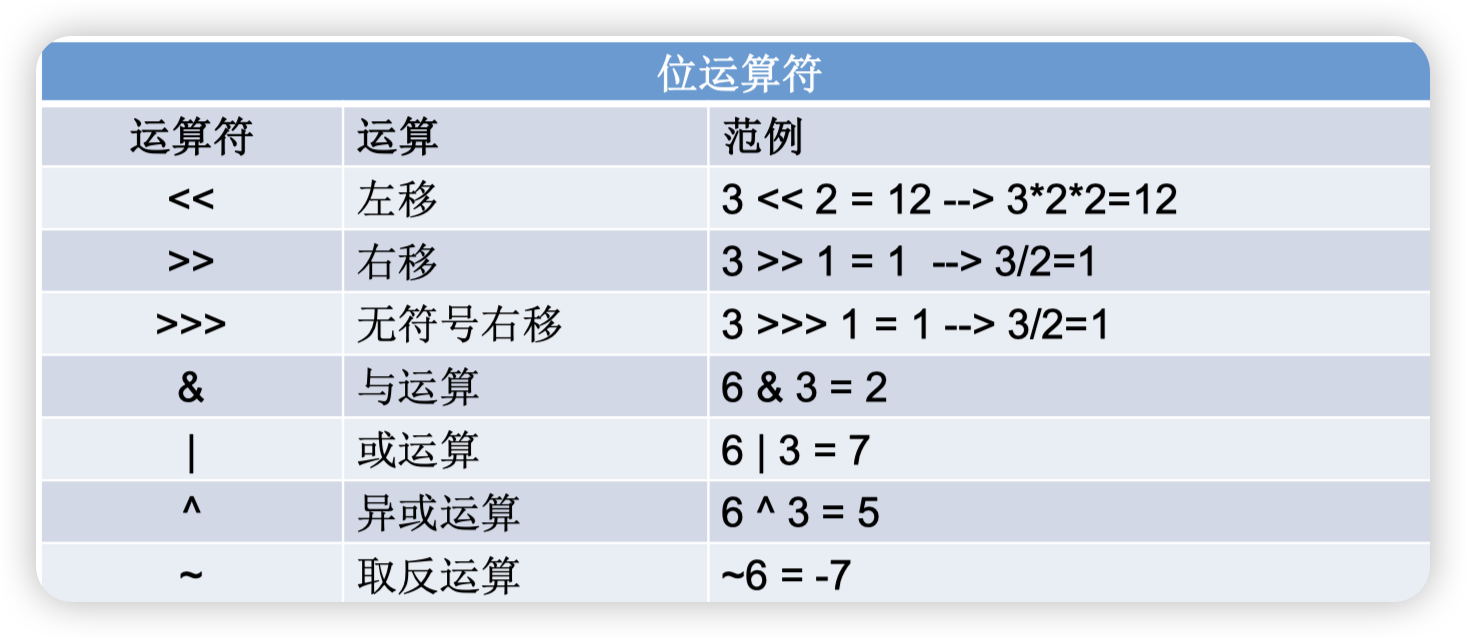 位运算符
运算符 运算 范例
<< 左移 3 << 2 = 12 --> 3*2*2=12
>> 右移 3 >> 1 = 1 --> 3/2=1
>>> 无符号右移 3 >>> 1 = 1 --> 3/2=1
& 与运算 6 & 3 = 2
| 或运算 6 | 3 = 7
^ 异或运算 6 ^ 3 = 5
~ 取反运算 ~6 = -7